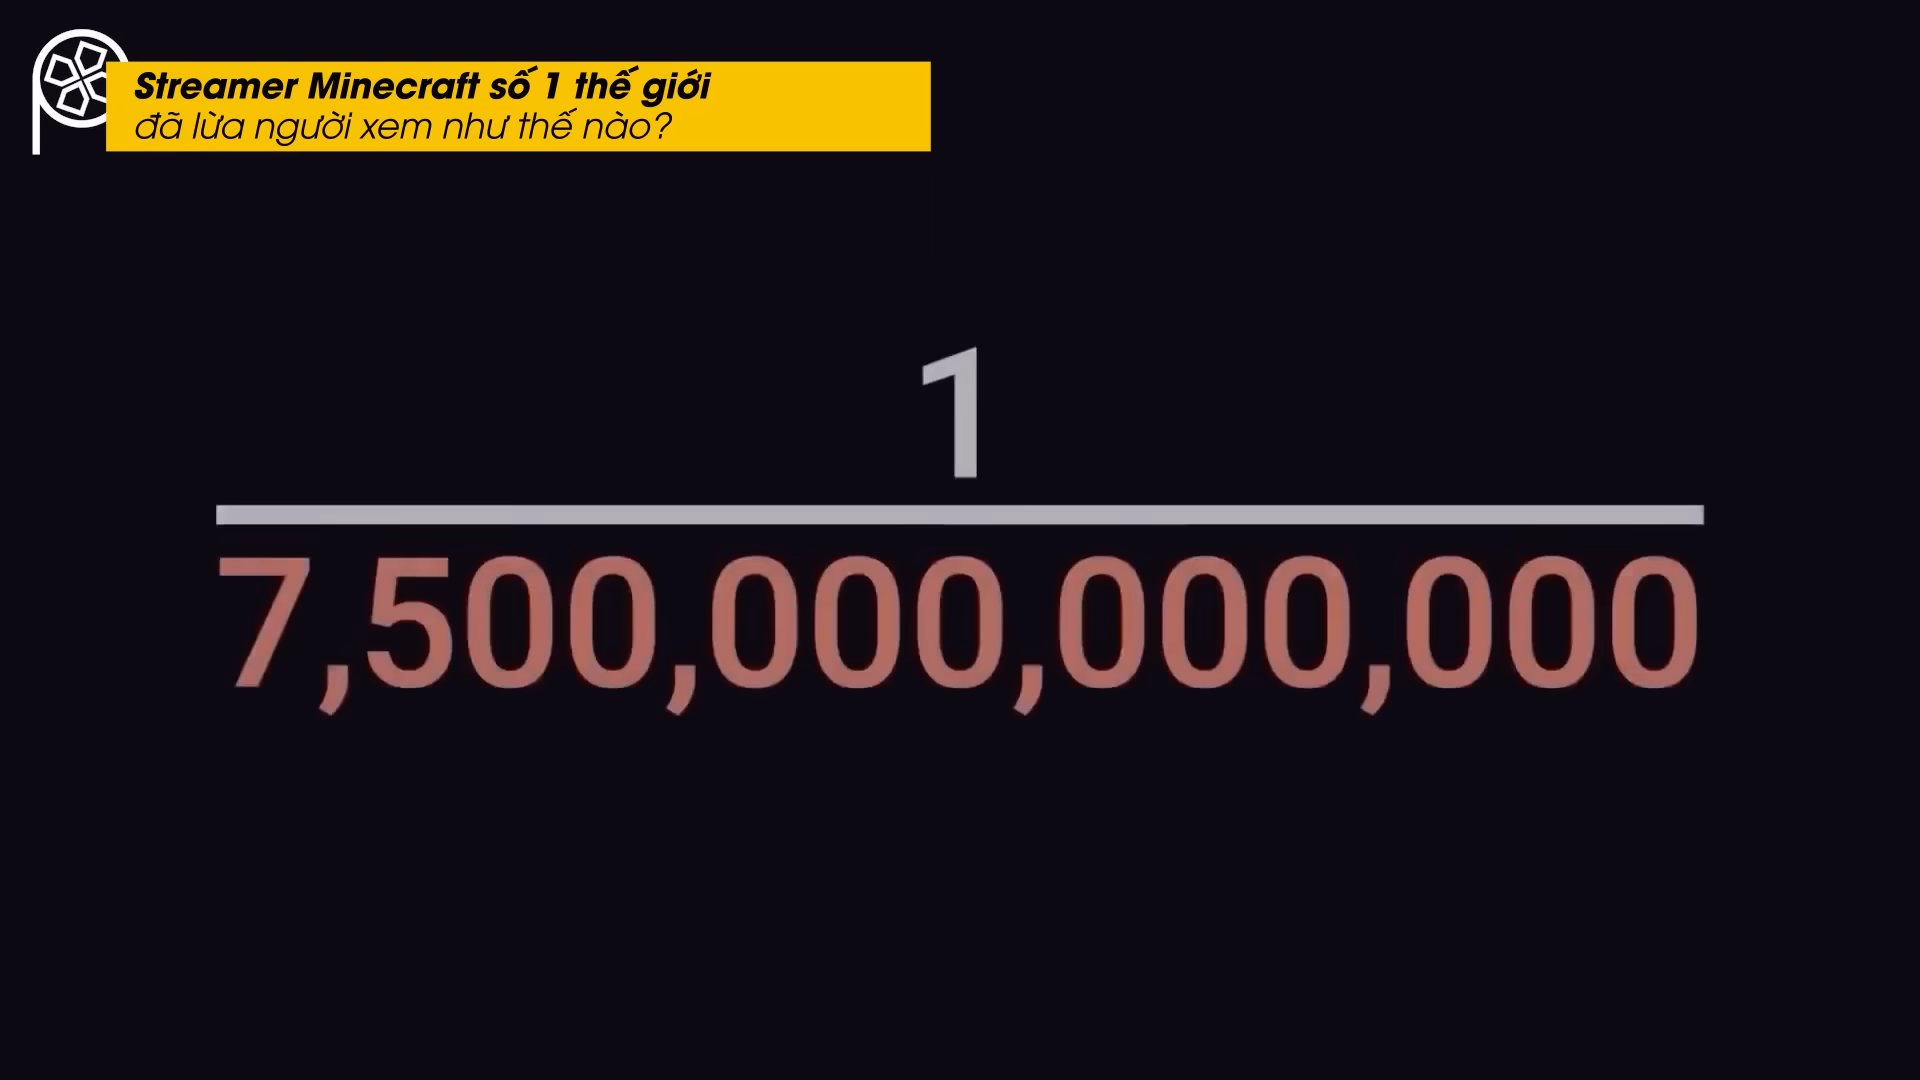 Streamer Minecraft số 1 thế giới
đã lừa người xem như thế nào?
1
7,500,000,000,000